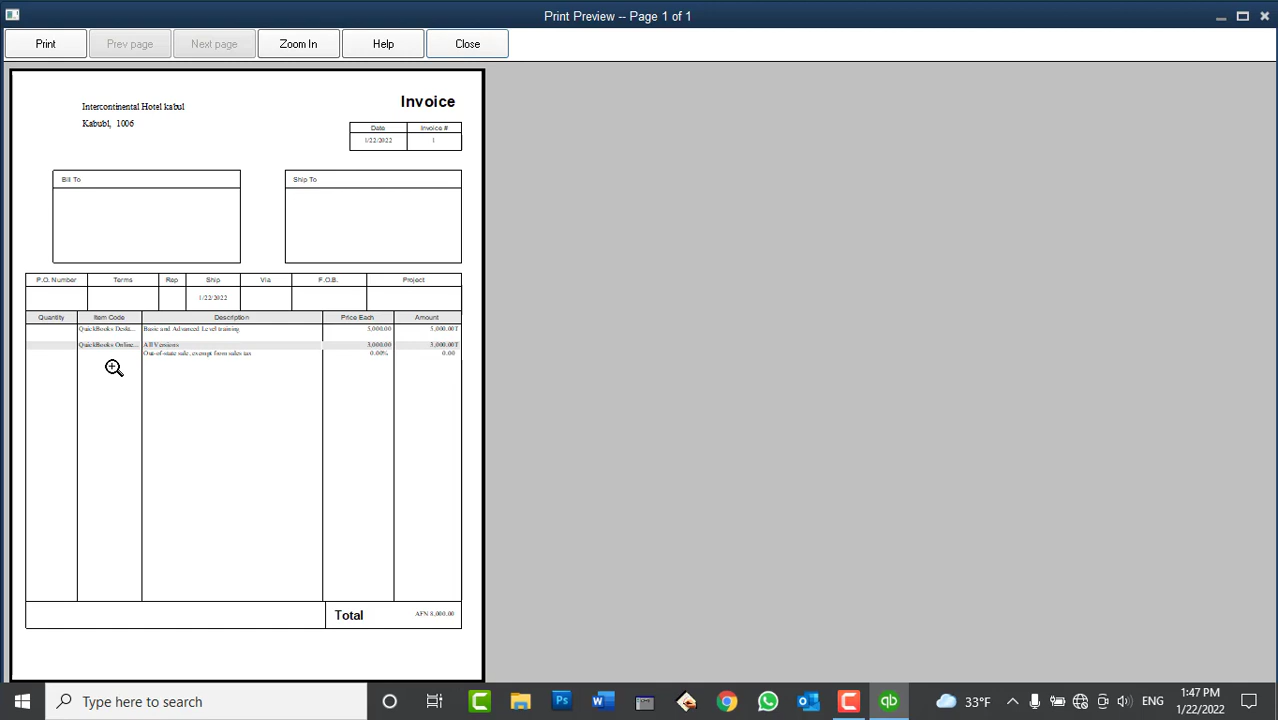 Print Preview -- Page 1 of 1
Print Prev page Next page Zoom In Help Close
Invoice
Intercontinental Hotel kabul
Kabubl, 1006
Date Invoice #
1/22/2022 1
Bill To Ship To
P.O. Number Terms Rep Ship Via F.O.B. Project
1/22/2022
Quantity Item Code Description Price Each Amount
QuickBooks Deskt... Basic and Advanced Level training 5,000.00 5,000.00T
QuickBooks Online... All Versions 3,000.00 3,000.00T
Out-of-state sale, exempt from sales tax 0.00% 0.00
Total AFN 8,000.00
Type here to search
Ps
W
qb
33°F
ENG
1:47 PM
1/22/2022